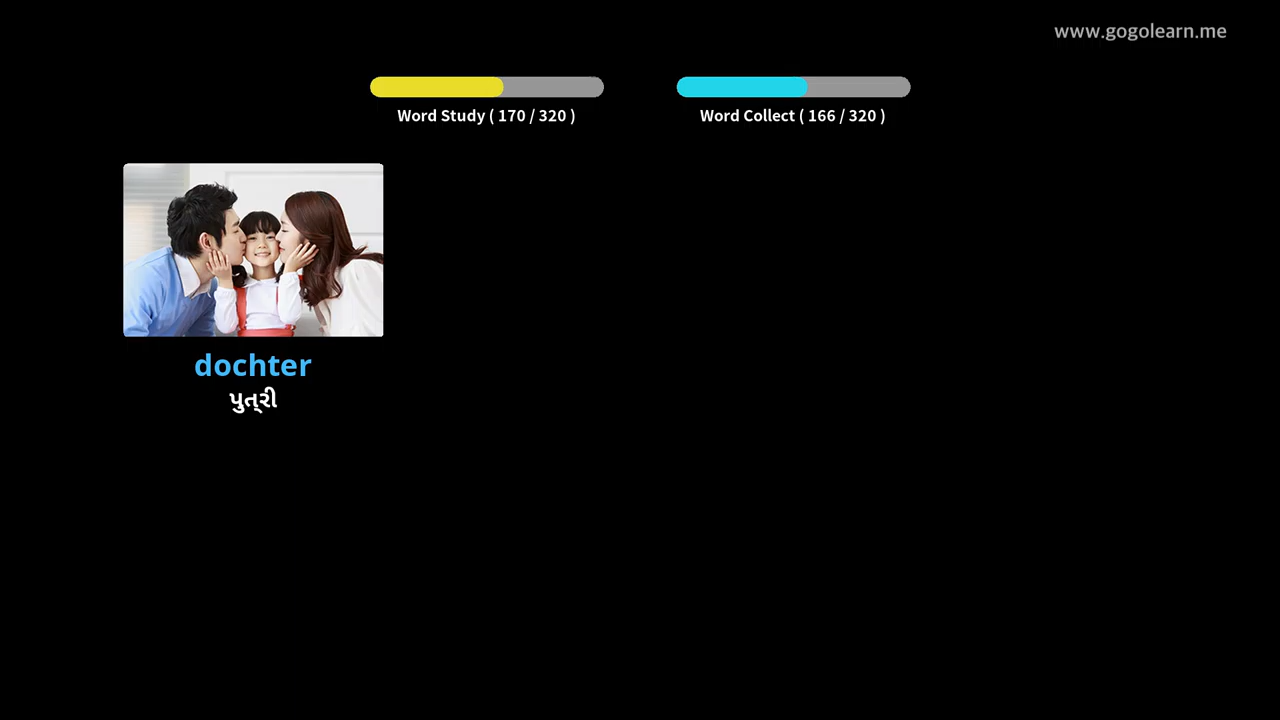 www.gogolearn.me
Word Study ( 170 / 320 )
Word Collect ( 166 / 320 )
dochter
પુત્રી